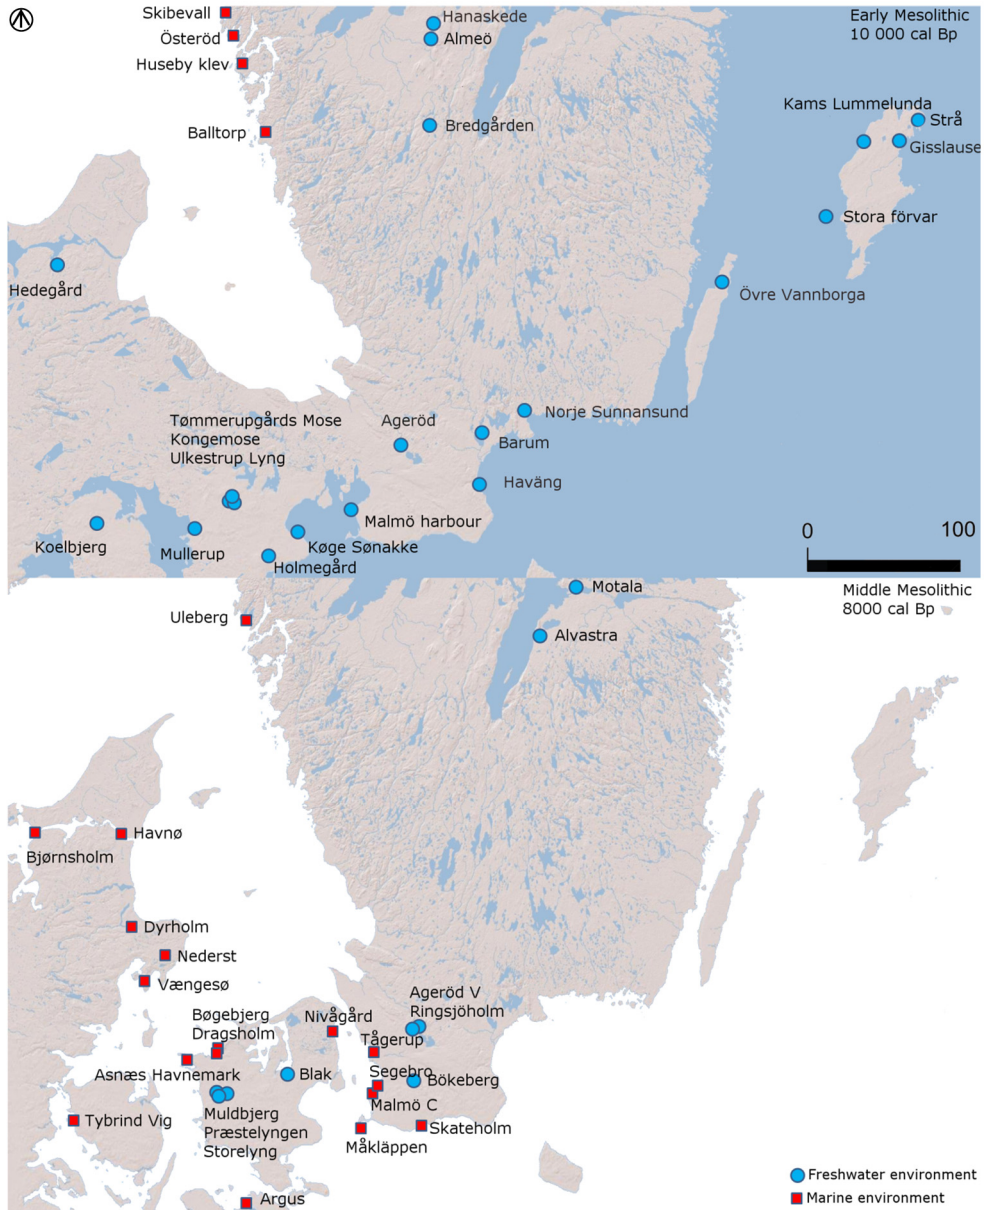 Skibevall
Hanaskede
Early Mesolithic
10 000 cal Bp
Österöd
Almeö
Huseby klev
Kams Lummelunda
Strå
Balltorp
Bredgården
Gisslause
Stora förvar
Hedegård
Övre Vannborga
Norje Sunnansund
Tømmerupgårds Mose
Kongemose
Ulkestrup Lyng
Ageröd
Barum
Haväng
Malmö harbour
Koelbjerg
Mullerup
Køge Sønakke
Holmegård
0 100
Middle Mesolithic
8000 cal Bp
Motala
Uleberg
Alvastra
Havnø
Bjørnsholm
Dyrholm
Nederst
Vængesø
Ageröd V
Ringsjöholm
Bøgebjerg
Dragsholm
Nivågård
Tågerup
Asnæs Havnemark
Blak
Segebro
Bökeberg
Malmö C
Muldbjerg
Præstelyngen
Storelyng
Tybrind Vig
Skateholm
Måkläppen
Argus
Freshwater environment
Marine environment